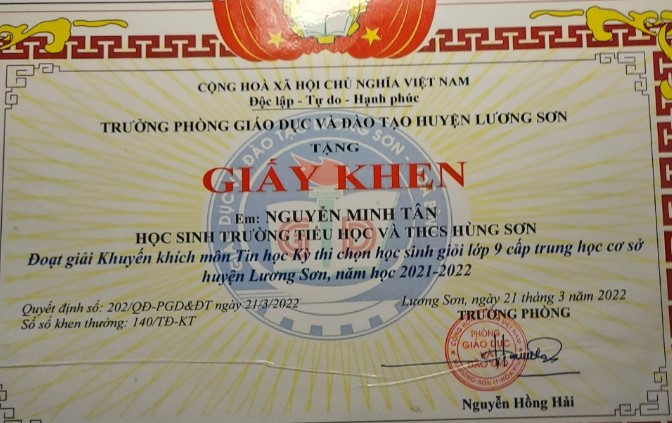 CỘNG HOÀ XÃ HỘI CHỦ NGHĨA VIỆT NAM
Độc lập - Tự do - Hạnh phúc
TRƯỞNG PHÒNG GIÁO DỤC VÀ ĐÀO TẠO HUYỆN LƯƠNG SƠN
TẶNG
GIẤY KHEN
Em: NGUYỄN MINH TÂN
HỌC SINH TRƯỜNG TIỂU HỌC VÀ THCS HÙNG SƠN
Đoạt giải Khuyến khích môn Tin học Kỳ thi chọn học sinh giỏi lớp 9 cấp trung học cơ sở
huyện Lương Sơn, năm học 2021-2022
Quyết định số: 202/QĐ-PGD&ĐT ngày 21/3/2022
Số sổ khen thưởng: 140/TĐ-KT
Lương Sơn, ngày 21 tháng 3 năm 2022
TRƯỞNG PHÒNG
PHÒNG
GIÁO DỤC
VÀ
ĐÀO TẠO
Nguyễn Hồng Hải